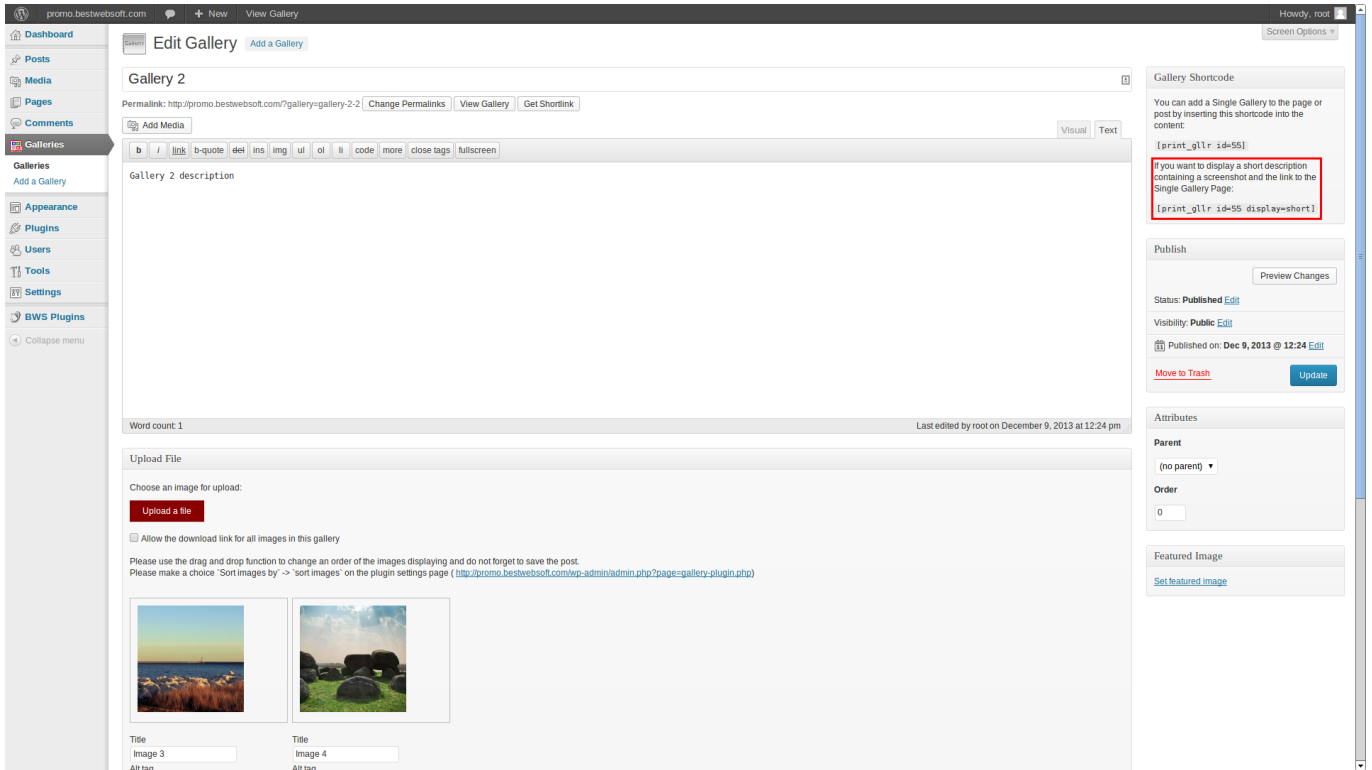 promo.bestwebsoft.com + New View Gallery Howdy, root
Screen Options
Dashboard
Posts
Media
Pages
Comments
Galleries
Galleries
Add a Gallery
Appearance
Plugins
Users
Tools
Settings
BWS Plugins
Collapse menu
Edit Gallery Add a Gallery
Gallery 2
Permalink: http://promo.bestwebsoft.com/?gallery=gallery-2-2 Change Permalinks View Gallery Get Shortlink
Add Media
Visual Text
b i link b-quote del ins img ul ol li code more close tags fullscreen
Gallery 2 description
Word count: 1 Last edited by root on December 9, 2013 at 12:24 pm
Upload File
Choose an image for upload:
Upload a file
Allow the download link for all images in this gallery
Please use the drag and drop function to change an order of the images displaying and do not forget to save the post.
Please make a choice `Sort images by` -> `sort images` on the plugin settings page ( http://promo.bestwebsoft.com/wp-admin/admin.php?page=gallery-plugin.php)
Title Title
Image 3 Image 4
Alt tag Alt tag
Gallery Shortcode
You can add a Single Gallery to the page or
post by inserting this shortcode into the
content:
[print_gllr id=55]
If you want to display a short description
containing a screenshot and the link to the
Single Gallery Page:
[print_gllr id=55 display=short]
Publish
Preview Changes
Status: Published Edit
Visibility: Public Edit
Published on: Dec 9, 2013 @ 12:24 Edit
Move to Trash Update
Attributes
Parent
(no parent)
Order
0
Featured Image
Set featured image